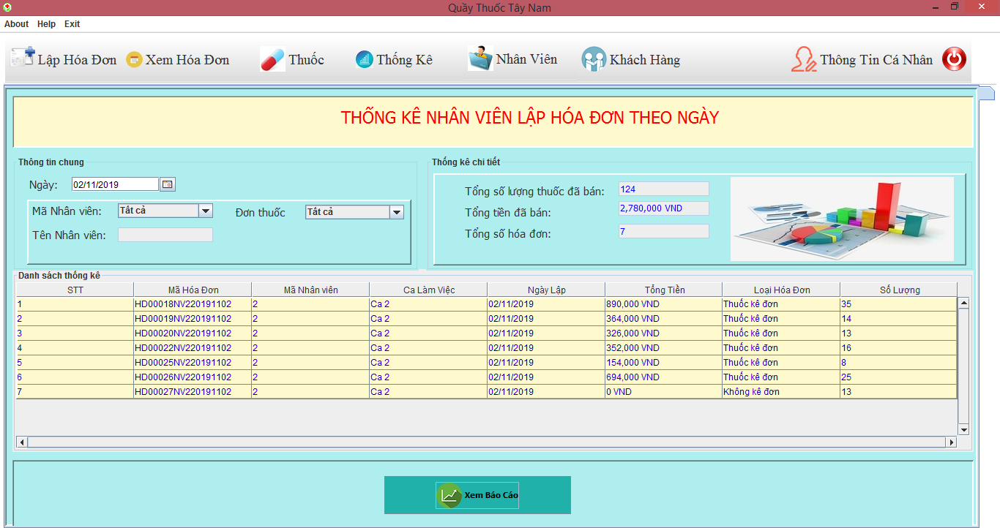 Quầy Thuốc Tây Nam
About Help Exit
Lập Hóa Đơn Xem Hóa Đơn Thuốc Thống Kê Nhân Viên Khách Hàng Thông Tin Cá Nhân
THỐNG KÊ NHÂN VIÊN LẬP HÓA ĐƠN THEO NGÀY
Thông tin chung
Ngày: 02/11/2019
Mã Nhân viên: Tất cả Đơn thuốc Tất cả
Tên Nhân viên:
Thống kê chi tiết
Tổng số lượng thuốc đã bán: 124
Tổng tiền đã bán: 2,780,000 VND
Tổng số hóa đơn: 7
Danh sách thống kê
STT Mã Hóa Đơn Mã Nhân viên Ca Làm Việc Ngày Lập Tổng Tiền Loại Hóa Đơn Số Lượng
1 HD00018NV220191102 2 Ca 2 02/11/2019 890,000 VND Thuốc kê đơn 35
2 HD00019NV220191102 2 Ca 2 02/11/2019 364,000 VND Thuốc kê đơn 14
3 HD00020NV220191102 2 Ca 2 02/11/2019 326,000 VND Thuốc kê đơn 13
4 HD00022NV220191102 2 Ca 2 02/11/2019 352,000 VND Thuốc kê đơn 16
5 HD00025NV220191102 2 Ca 2 02/11/2019 154,000 VND Thuốc kê đơn 8
6 HD00026NV220191102 2 Ca 2 02/11/2019 694,000 VND Thuốc kê đơn 25
7 HD00027NV220191102 2 Ca 2 02/11/2019 0 VND Không kê đơn 13
Xem Báo Cáo